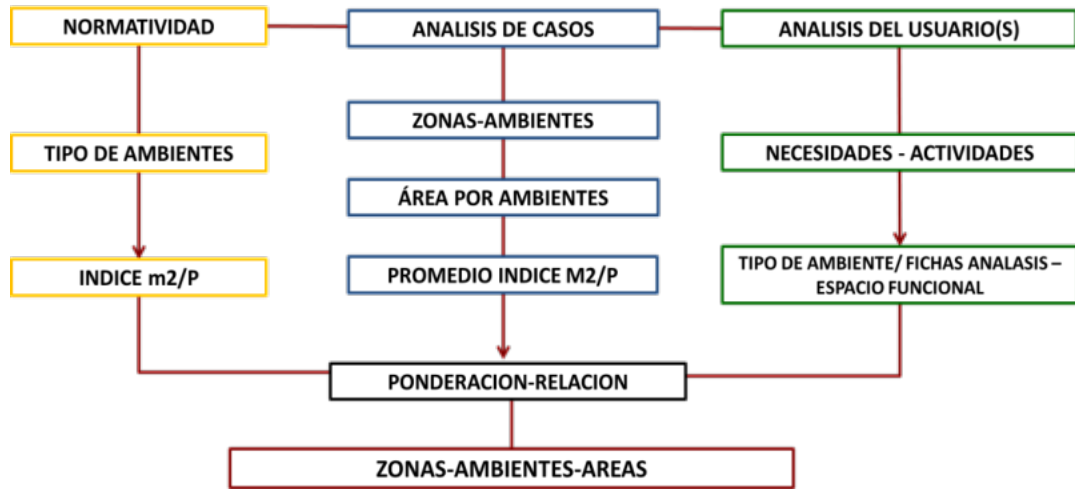 NORMATIVIDAD
ANALISIS DE CASOS
ANALISIS DEL USUARIO(S)
ZONAS-AMBIENTES
TIPO DE AMBIENTES
NECESIDADES - ACTIVIDADES
ÁREA POR AMBIENTES
INDICE m2/P
PROMEDIO INDICE M2/P
TIPO DE AMBIENTE/ FICHAS ANALASIS –
ESPACIO FUNCIONAL
PONDERACION-RELACION
ZONAS-AMBIENTES-AREAS